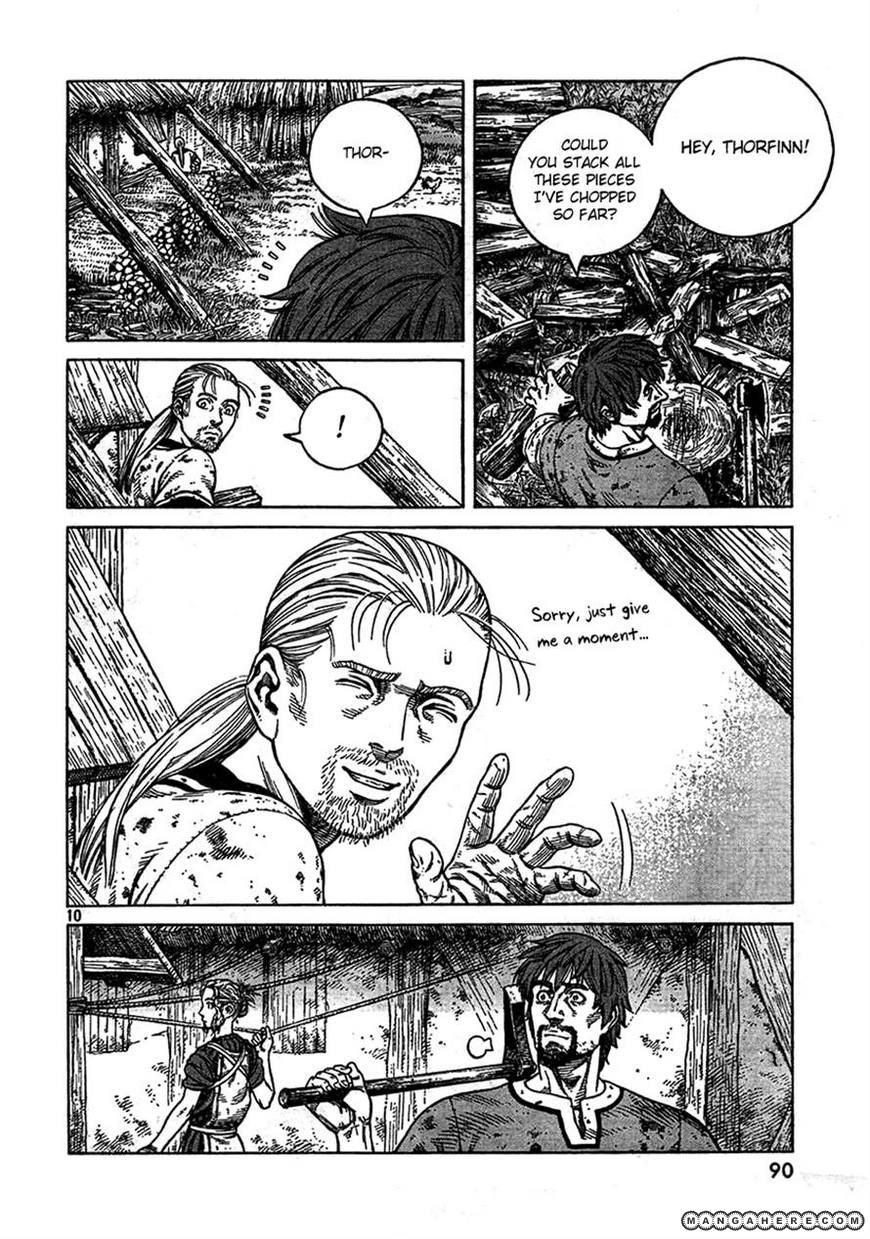 HEY, THORFINN!
COULD
YOU STACK ALL
THESE PIECES
I'VE CHOPPED
SO FAR?
THOR-
!
Sorry, just give
me a moment...
10
90
MANGAHERE.COM